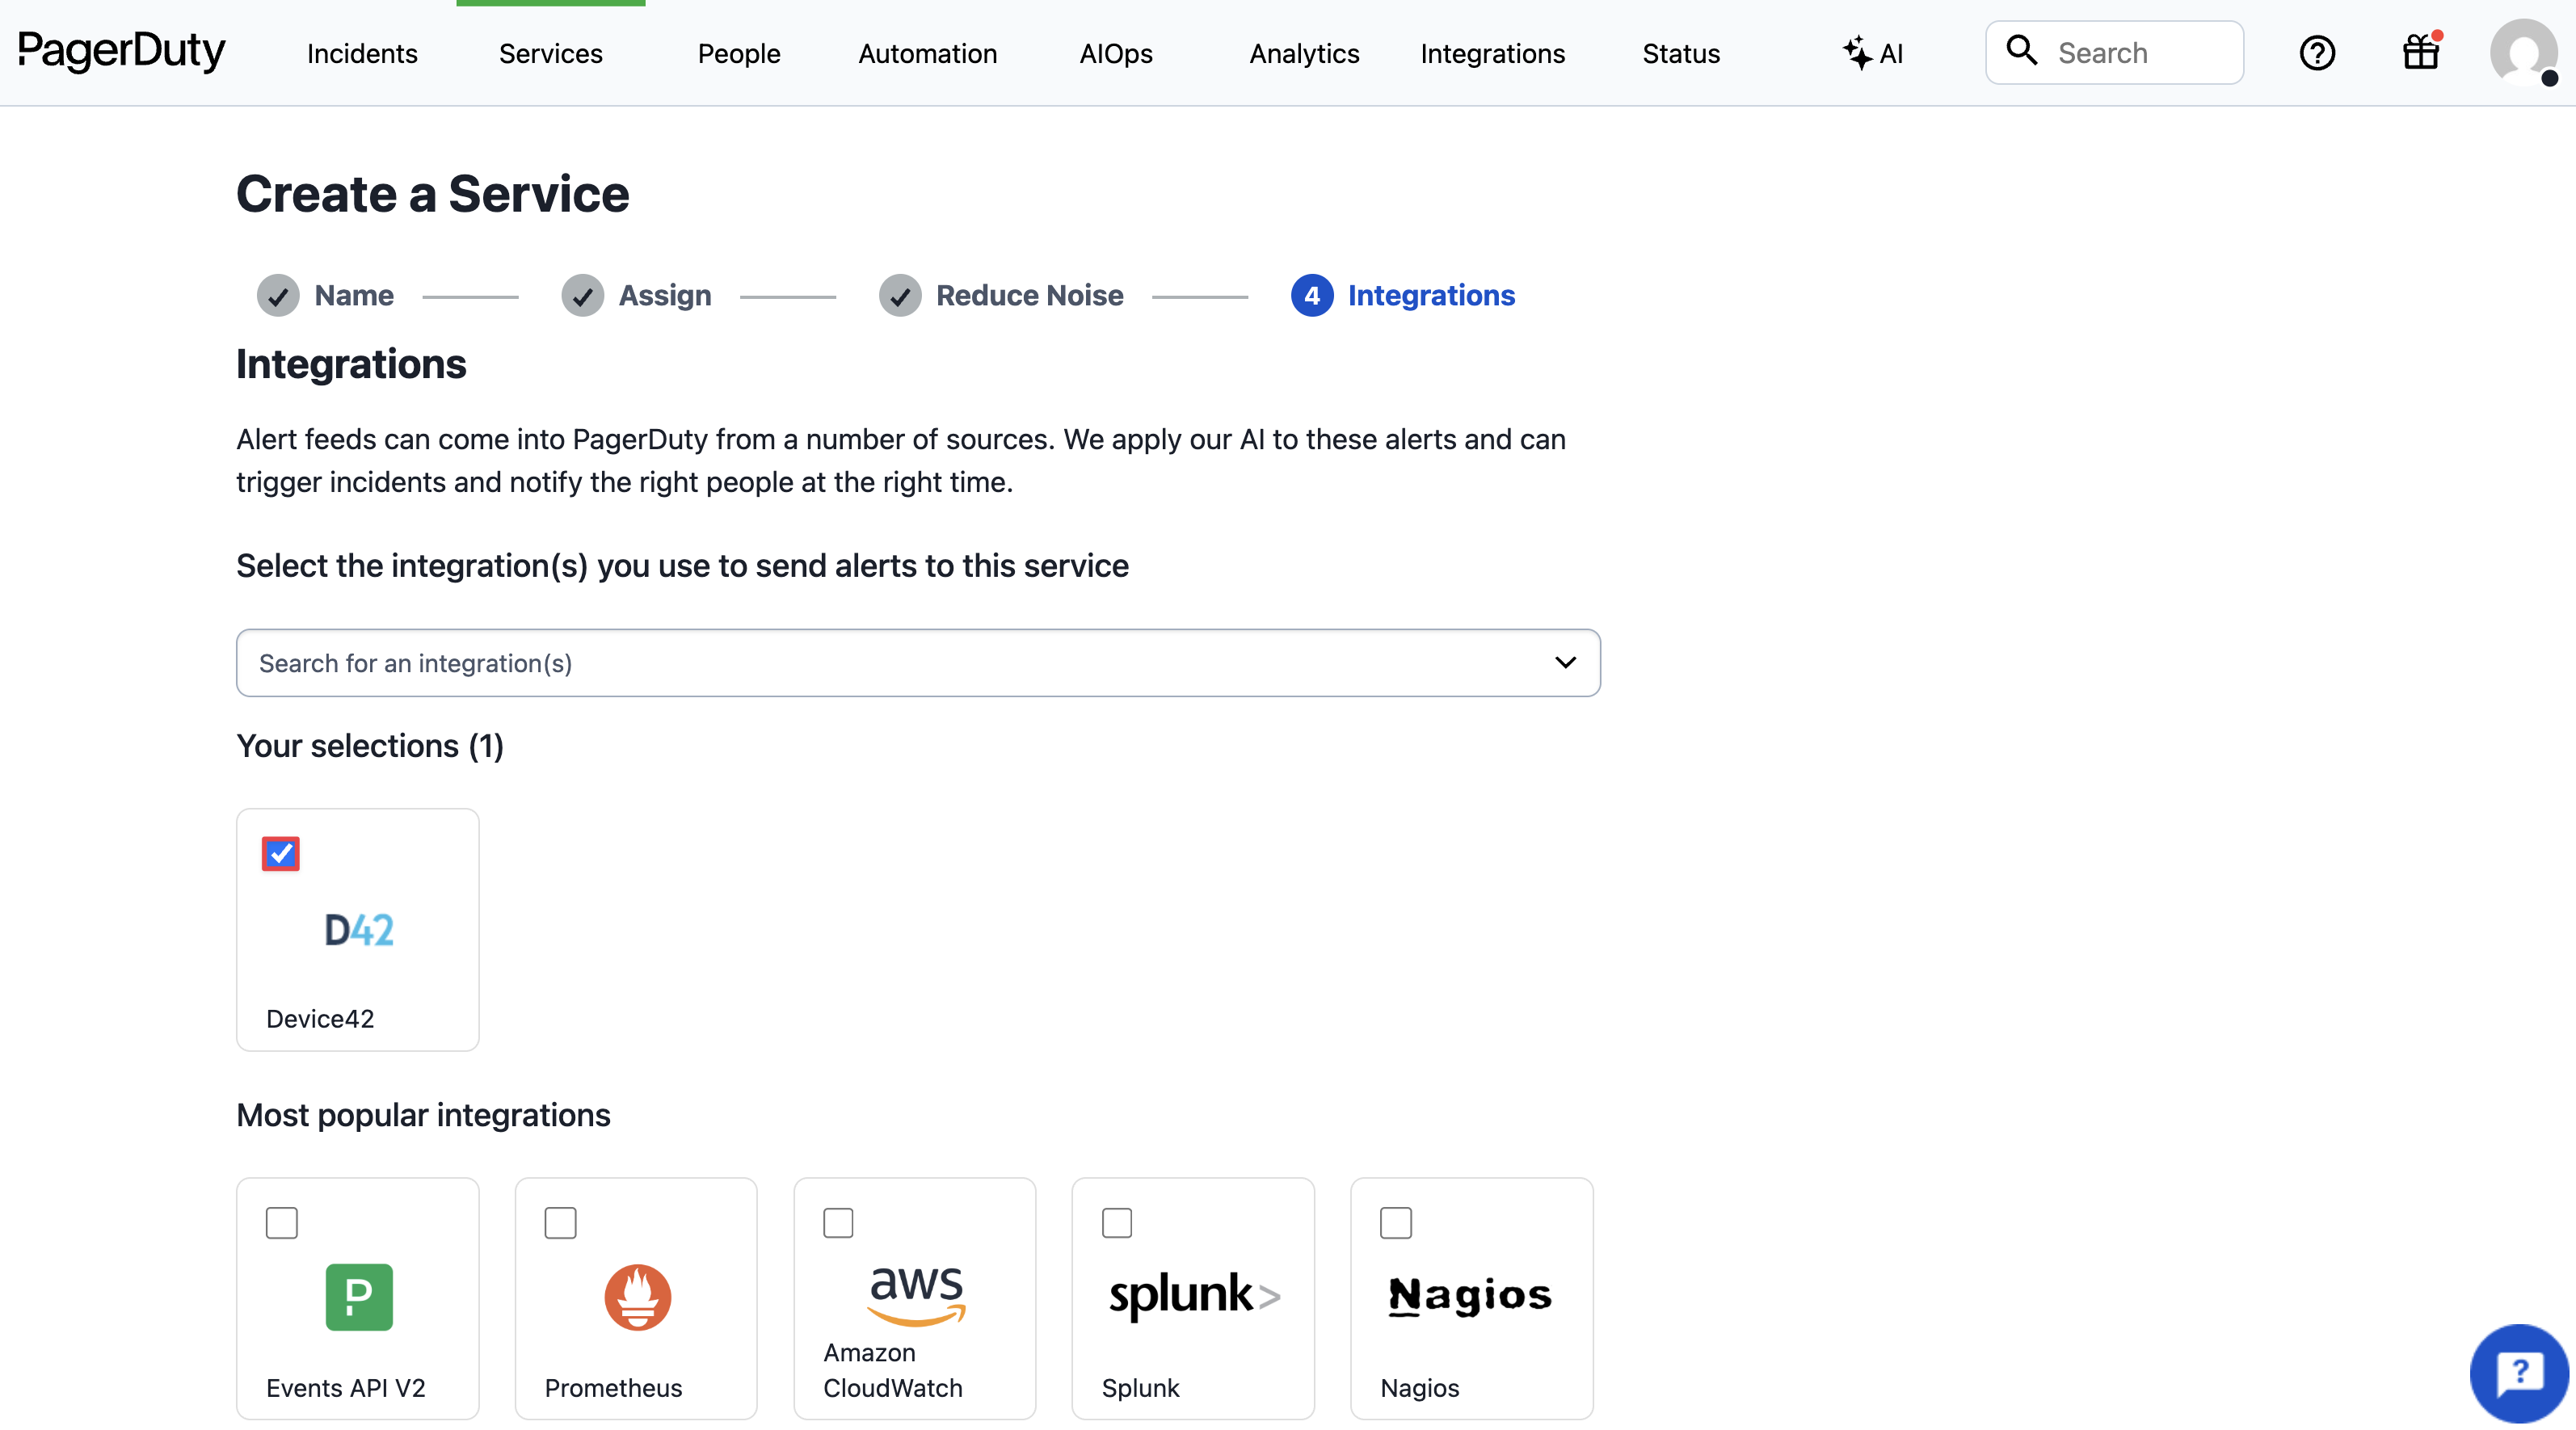 PagerDuty Incidents Services People Automation AIOps Analytics Integrations Status AI Search
Create a Service
Name Assign Reduce Noise 4 Integrations
Integrations
Alert feeds can come into PagerDuty from a number of sources. We apply our AI to these alerts and can
trigger incidents and notify the right people at the right time.
Select the integration(s) you use to send alerts to this service
Search for an integration(s)
Your selections (1)
D42
Device42
Most popular integrations
P
Events API V2
Prometheus
aws
Amazon
CloudWatch
splunk>
Splunk
Nagios
Nagios